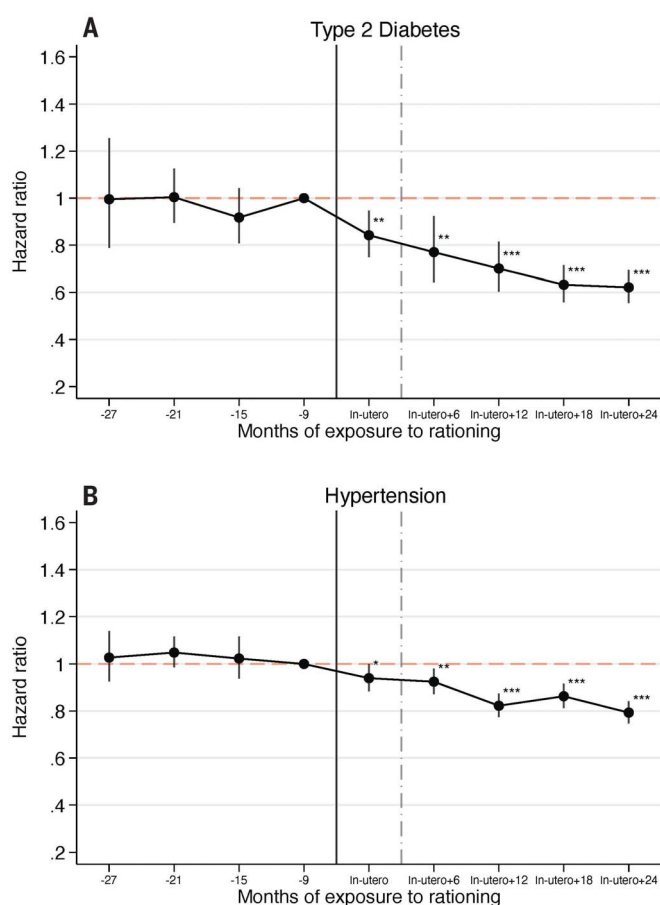 A
Type 2 Diabetes
Hazard ratio
1.6
1.4
1.2
1
.8
.6
.4
.2
**
**
***
***
***
-27 -21 -15 -9 In-utero In-utero+6 In-utero+12 In-utero+18 In-utero+24
Months of exposure to rationing
B
Hypertension
Hazard ratio
1.6
1.4
1.2
1
.8
.6
.4
.2
*
**
***
***
***
-27 -21 -15 -9 In-utero In-utero+6 In-utero+12 In-utero+18 In-utero+24
Months of exposure to rationing